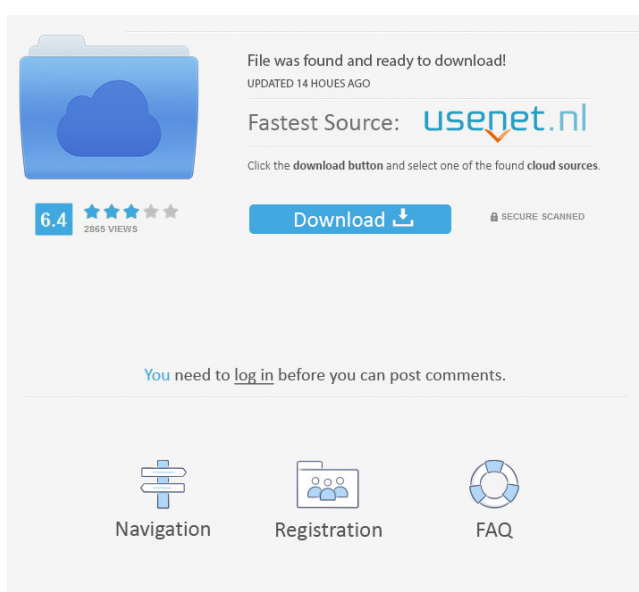 File was found and ready to download!
UPDATED 14 HOUES AGO
Fastest Source: usenet.nl
Click the download button and select one of the found cloud sources.
6.4
2865 VIEWS
Download
SECURE SCANNED
You need to log in before you can post comments.
Navigation Registration FAQ